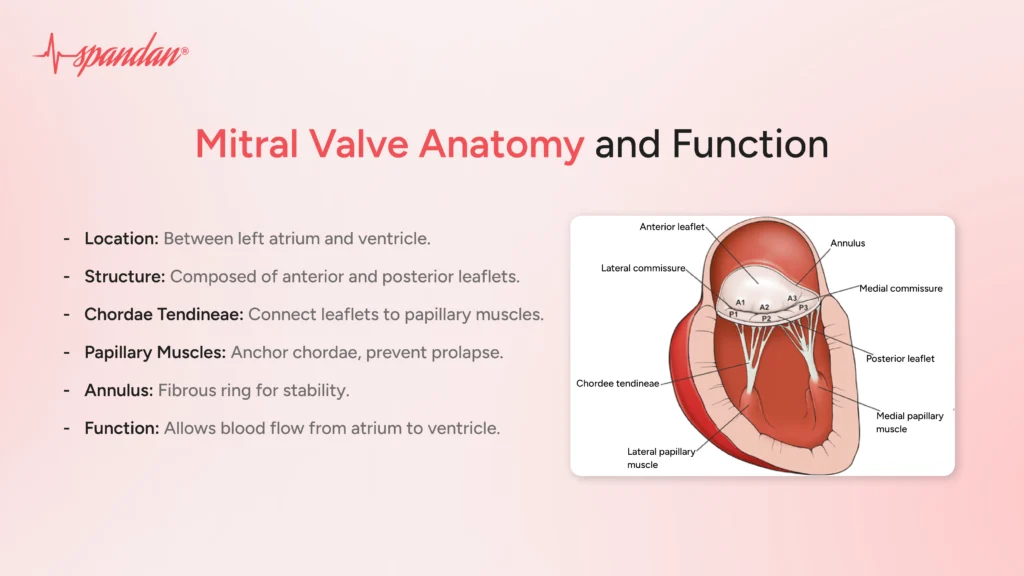 spandan®
Mitral Valve Anatomy and Function
- Location: Between left atrium and ventricle.
- Structure: Composed of anterior and posterior leaflets.
- Chordae Tendineae: Connect leaflets to papillary muscles.
- Papillary Muscles: Anchor chordae, prevent prolapse.
- Annulus: Fibrous ring for stability.
- Function: Allows blood flow from atrium to ventricle.
Anterior leaflet
Annulus
Lateral commissure
Medial commissure
A1
A2
A3
P1
P2
P3
Posterior leaflet
Chordee tendineae
Medial papillary
muscle
Lateral papillary
muscle